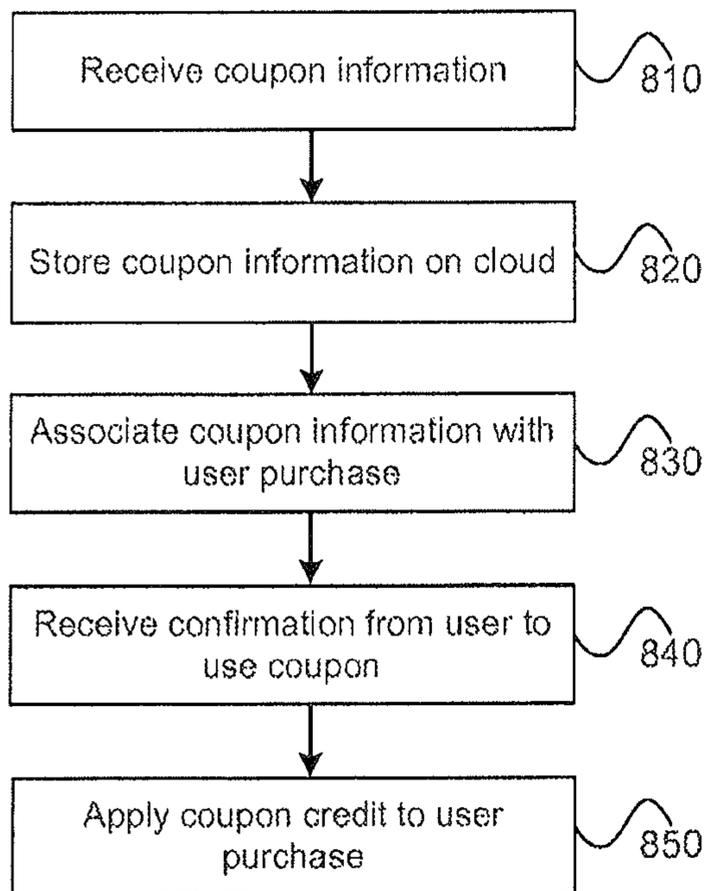 Receive coupon information
810
Store coupon information on cloud
820
Associate coupon information with
user purchase
830
Receive confirmation from user to
use coupon
840
Apply coupon credit to user
purchase
850